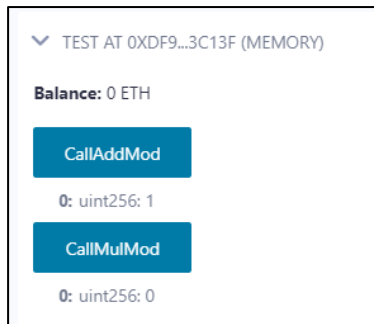 TEST AT 0XDF9...3C13F (MEMORY)
Balance: 0 ETH
CallAddMod
0: uint256: 1
CallMulMod
0: uint256: 0